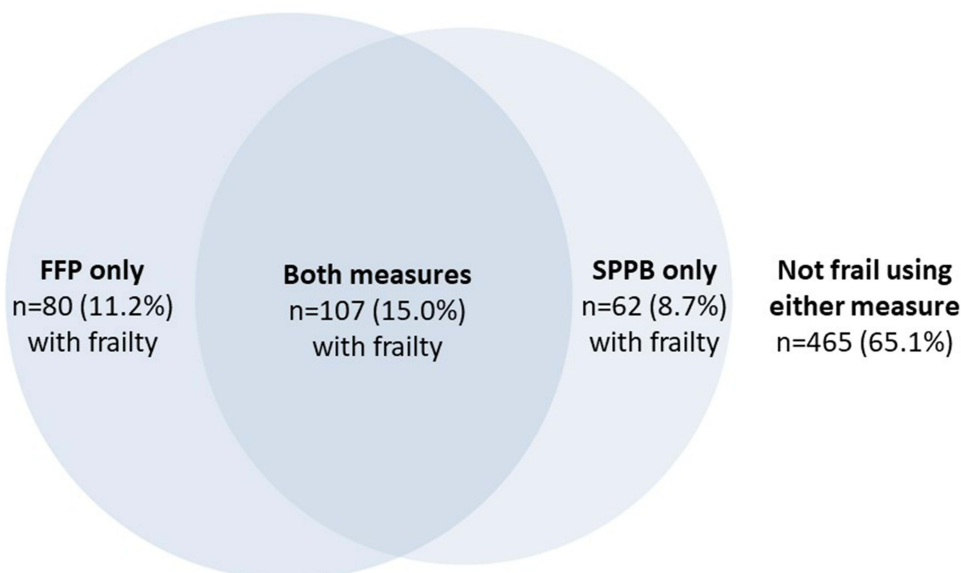 FFP only
n=80 (11.2%)
with frailty
Both measures
n=107 (15.0%)
with frailty
SPPB only
n=62 (8.7%)
with frailty
Not frail using
either measure
n=465 (65.1%)